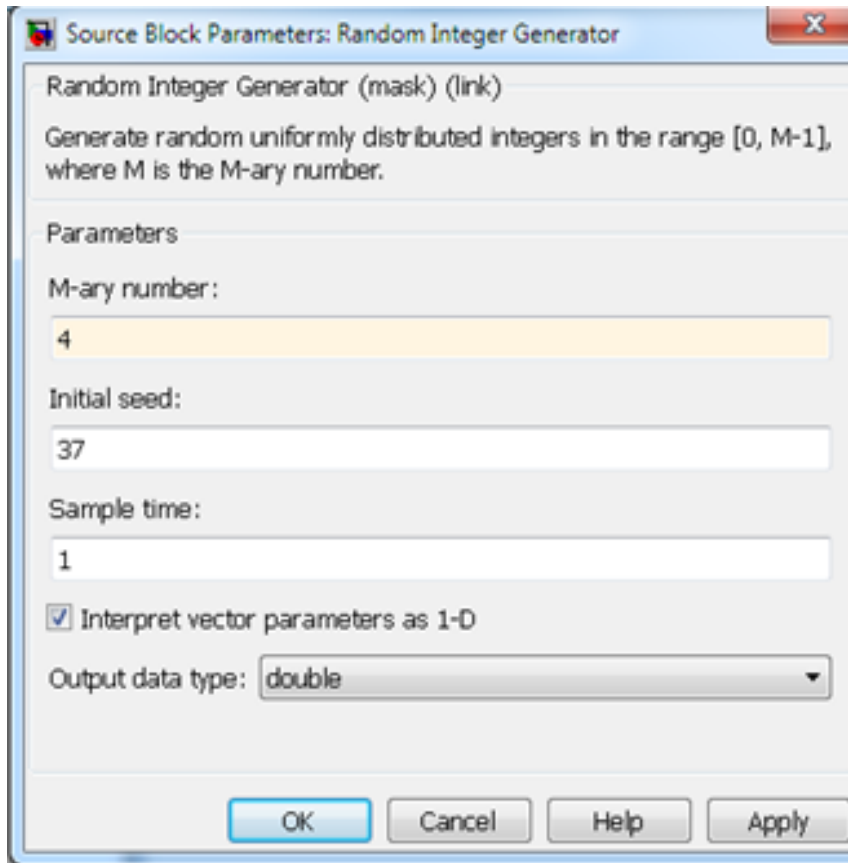 Source Block Parameters: Random Integer Generator
Random Integer Generator (mask) (link)
Generate random uniformly distributed integers in the range [0, M-1],
where M is the M-ary number.
Parameters
M-ary number:
4
Initial seed:
37
Sample time:
1
Interpret vector parameters as 1-D
Output data type: double
OK Cancel Help Apply